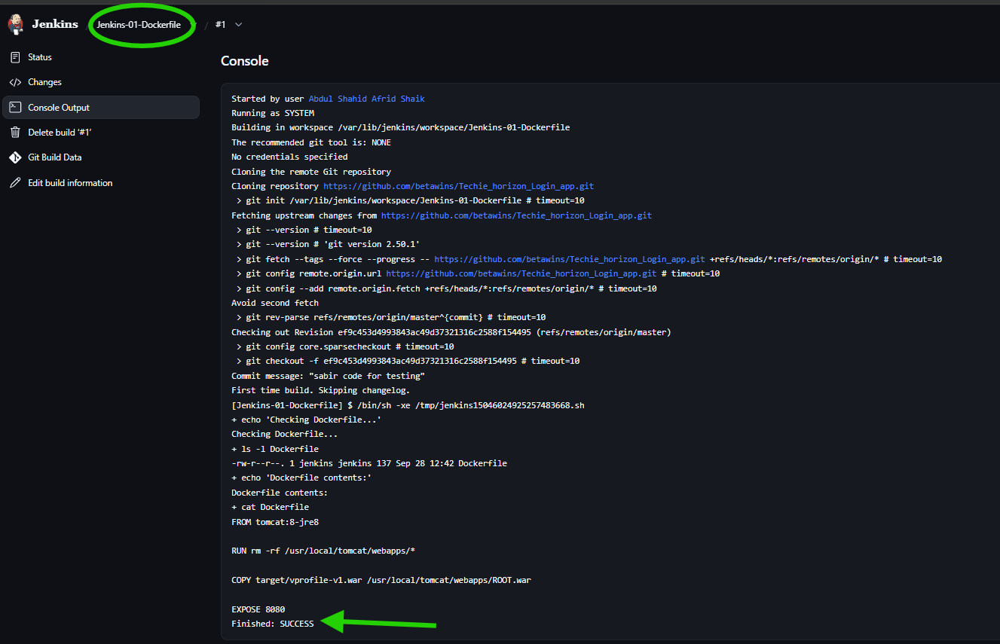 Jenkins / Jenkins-01-Dockerfile / #1
Status
Changes
Console Output
Delete build ‘#1’
Git Build Data
Edit build information
Console
Started by user Abdul Shahid Afrid Shaik
Running as SYSTEM
Building in workspace /var/lib/jenkins/workspace/Jenkins-01-Dockerfile
The recommended git tool is: NONE
No credentials specified
Cloning the remote Git repository
Cloning repository https://github.com/betawins/Techie_horizon_Login_app.git
 > git init /var/lib/jenkins/workspace/Jenkins-01-Dockerfile # timeout=10
Fetching upstream changes from https://github.com/betawins/Techie_horizon_Login_app.git
 > git --version # timeout=10
 > git --version # 'git version 2.50.1'
 > git fetch --tags --force --progress -- https://github.com/betawins/Techie_horizon_Login_app.git +refs/heads/*:refs/remotes/origin/* # timeout=10
 > git config remote.origin.url https://github.com/betawins/Techie_horizon_Login_app.git # timeout=10
 > git config --add remote.origin.fetch +refs/heads/*:refs/remotes/origin/* # timeout=10
Avoid second fetch
 > git rev-parse refs/remotes/origin/master^{commit} # timeout=10
Checking out Revision ef9c453d4993843ac49d37321316c2588f154495 (refs/remotes/origin/master)
 > git config core.sparsecheckout # timeout=10
 > git checkout -f ef9c453d4993843ac49d37321316c2588f154495 # timeout=10
Commit message: "sabir code for testing"
First time build. Skipping changelog.
[Jenkins-01-Dockerfile] $ /bin/sh -xe /tmp/jenkins15046024925257483668.sh
+ echo 'Checking Dockerfile...'
Checking Dockerfile...
+ ls -l Dockerfile
-rw-r--r--. 1 jenkins jenkins 137 Sep 28 12:42 Dockerfile
+ echo 'Dockerfile contents:'
Dockerfile contents:
+ cat Dockerfile
FROM tomcat:8-jre8
RUN rm -rf /usr/local/tomcat/webapps/*
COPY target/vprofile-v1.war /usr/local/tomcat/webapps/ROOT.war
EXPOSE 8080
Finished: SUCCESS